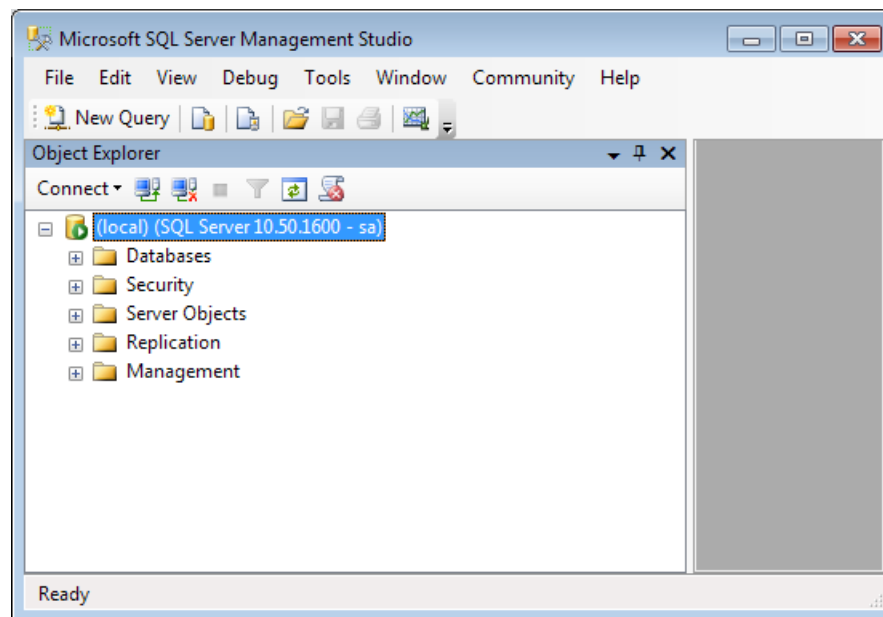 Microsoft SQL Server Management Studio
File Edit View Debug Tools Window Community Help
New Query
Object Explorer
Connect
(local) (SQL Server 10.50.1600 - sa)
Databases
Security
Server Objects
Replication
Management
Ready